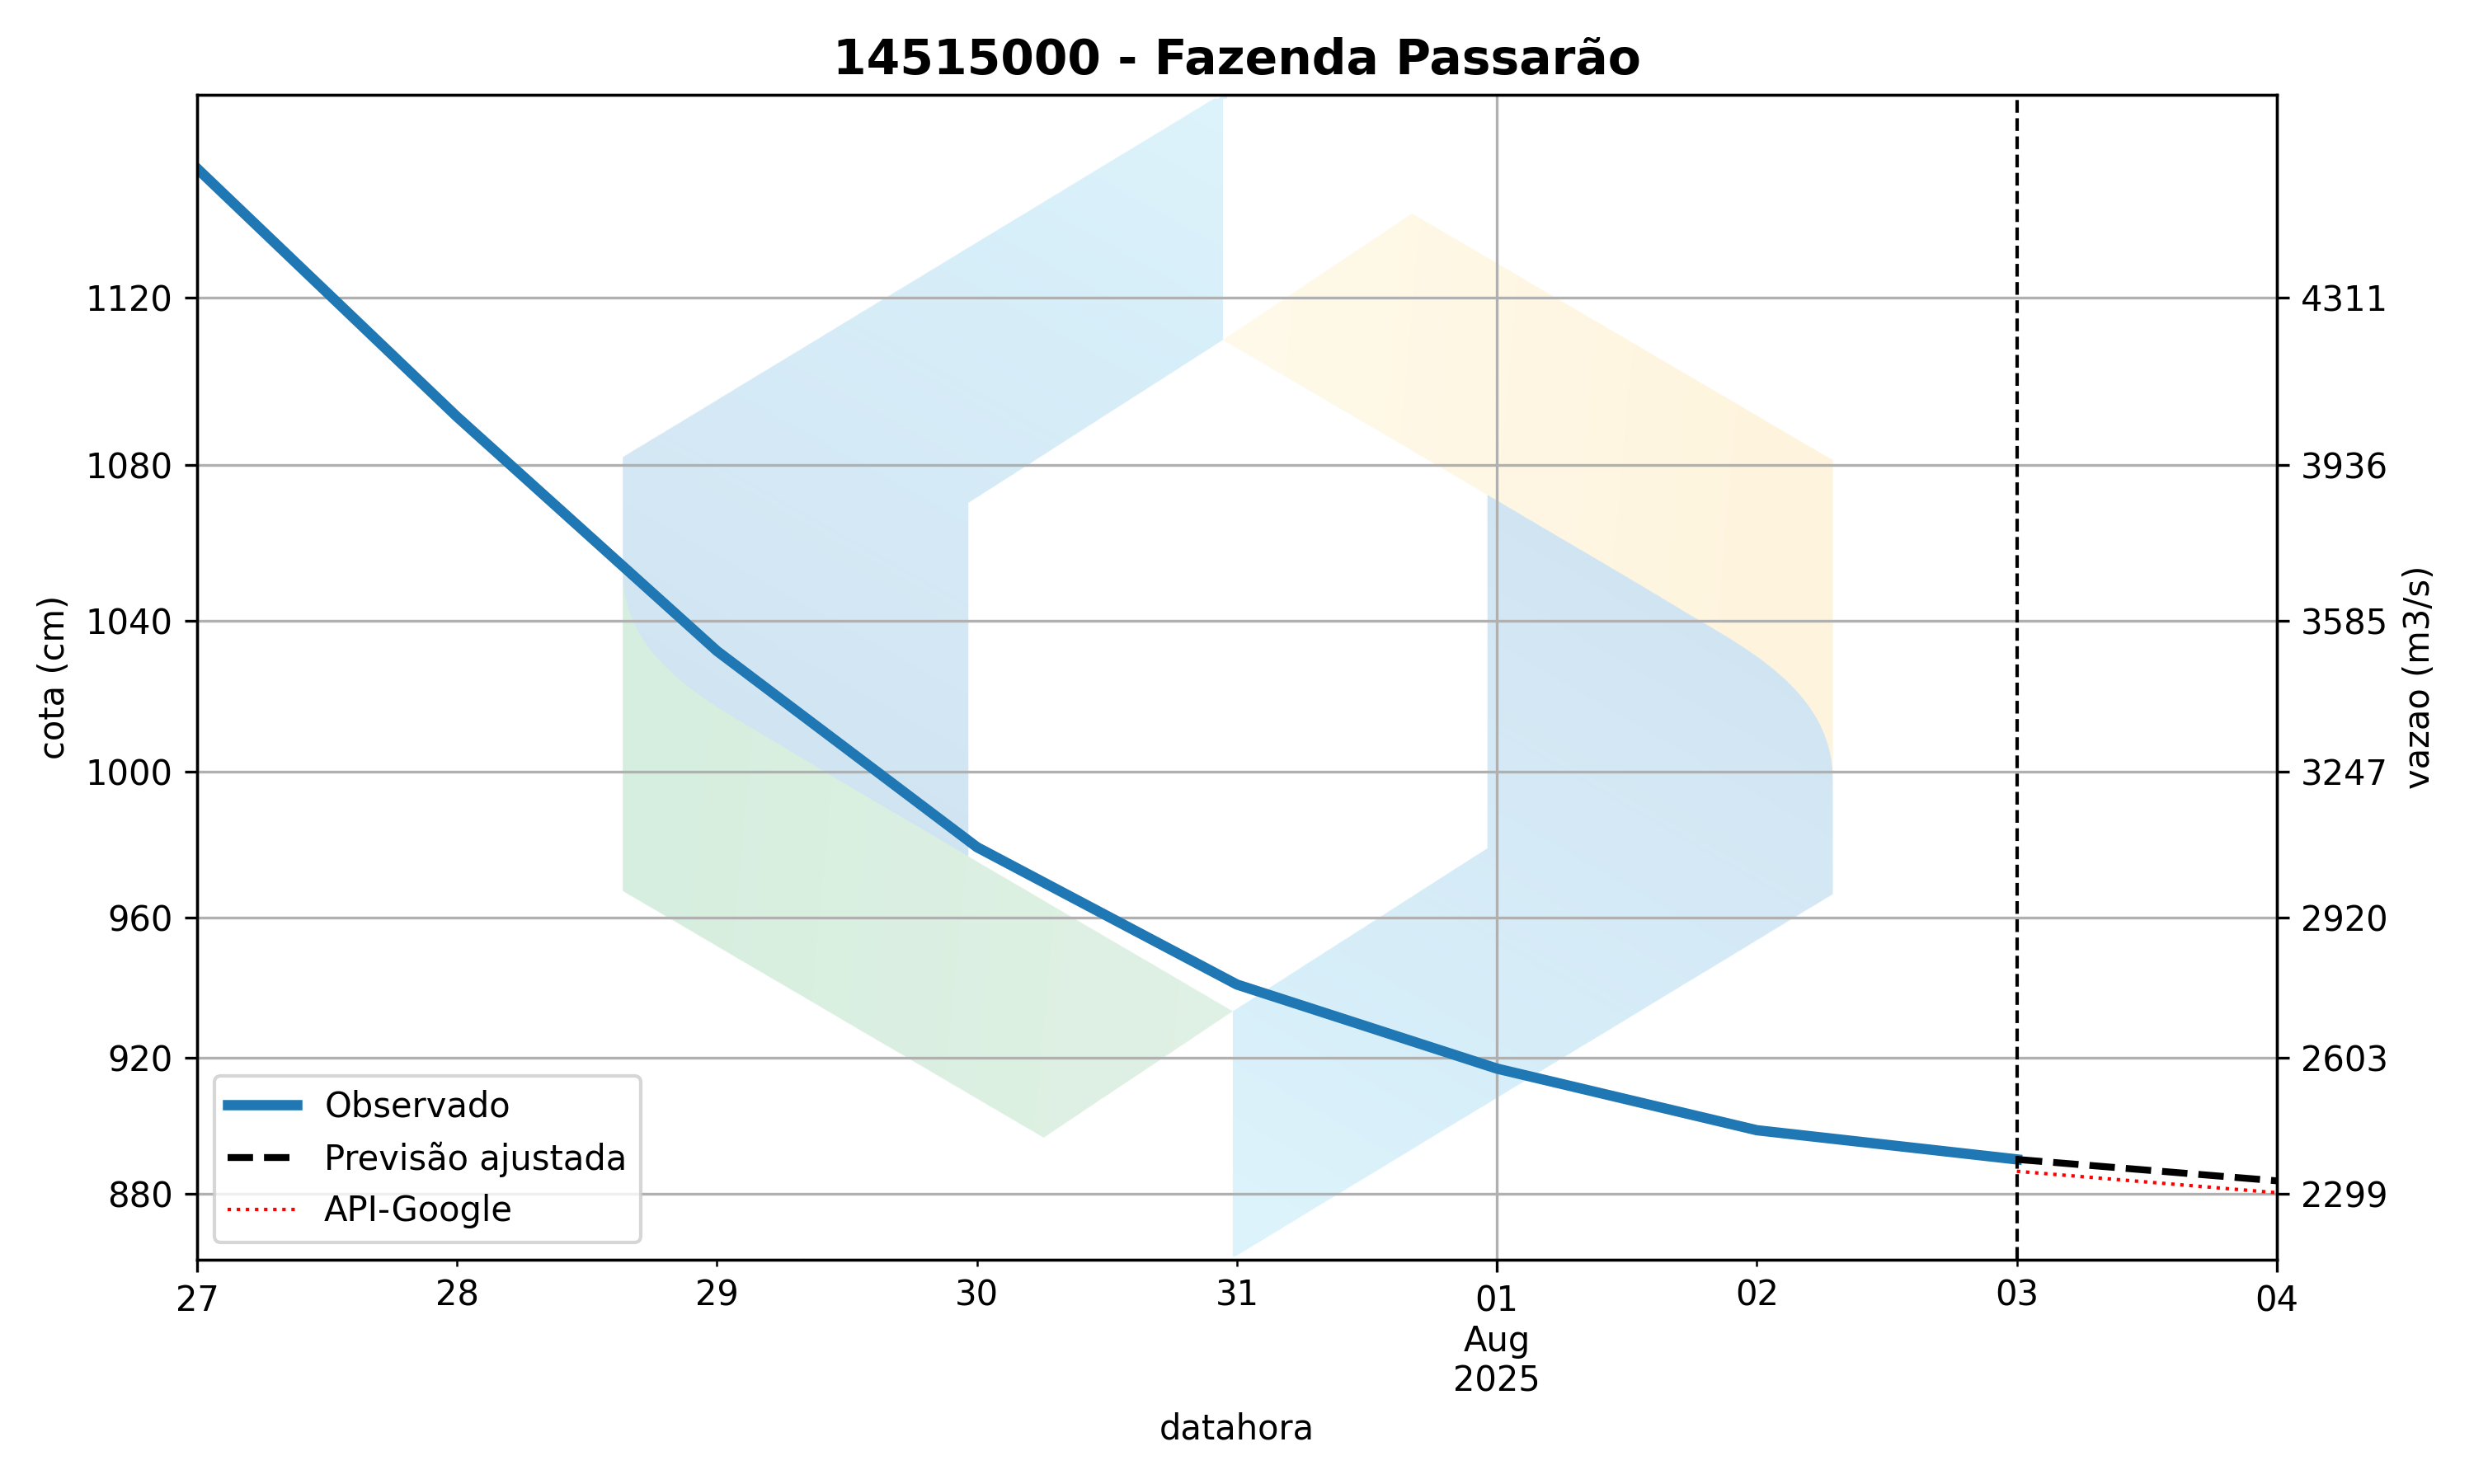 14515000 - Fazenda Passarão
cota (cm)
1120
1080
1040
1000
960
920
880
4311
3936
3585
3247
2920
2603
2299
vazao (m3/s)
Observado
Previsão ajustada
API-Google
27 28 29 30 31 01 02 03 04
Aug
2025
datahora